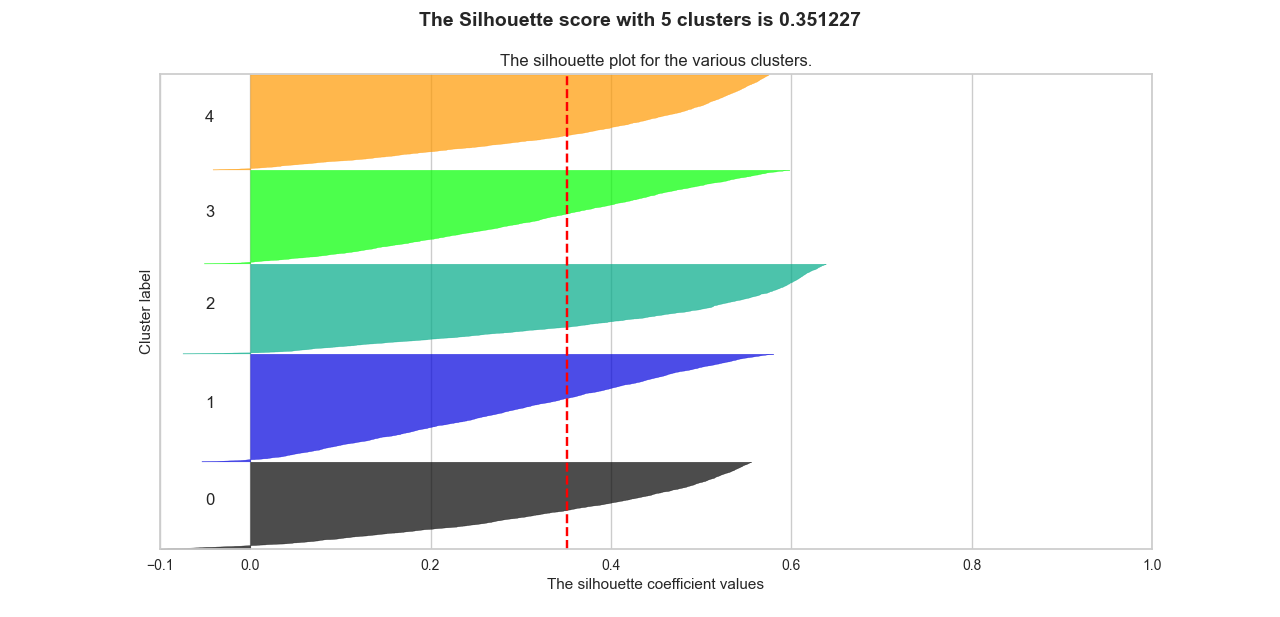 The Silhouette score with 5 clusters is 0.351227
The silhouette plot for the various clusters.
4
3
2
1
0
Cluster label
−0.1 0.0 0.2 0.4 0.6 0.8 1.0
The silhouette coefficient values